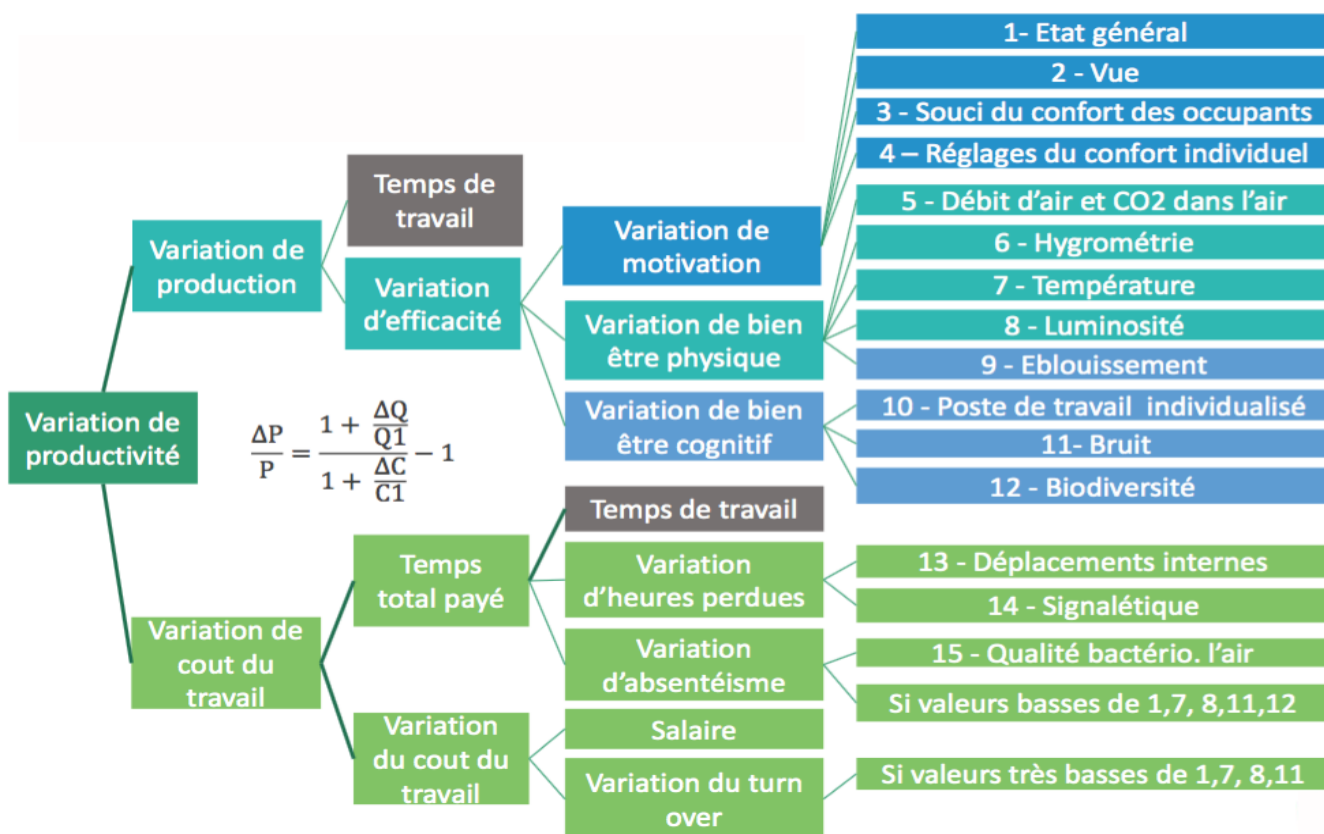 Variation de
productivité
Variation de
production
Temps de
travail
Variation
d'efficacité
Variation de
motivation
Variation de bien
être physique
Variation de bien
être cognitif
1- Etat général
2 - Vue
3 - Souci du confort des occupants
4 – Réglages du confort individuel
5 - Débit d'air et CO2 dans l'air
6 - Hygrométrie
7 - Température
8 - Luminosité
9 - Eblouissement
10 - Poste de travail individualisé
11- Bruit
12 - Biodiversité
ΔP/P = (1 + ΔQ/Q1)/(1 + ΔC/C1) − 1
Variation de
cout du
travail
Temps
total payé
Temps de travail
Variation
d'heures perdues
13 - Déplacements internes
14 - Signalétique
Variation
d'absentéisme
15 - Qualité bactério. l'air
Si valeurs basses de 1,7, 8,11,12
Variation
du cout du
travail
Salaire
Variation du turn
over
Si valeurs très basses de 1,7, 8,11